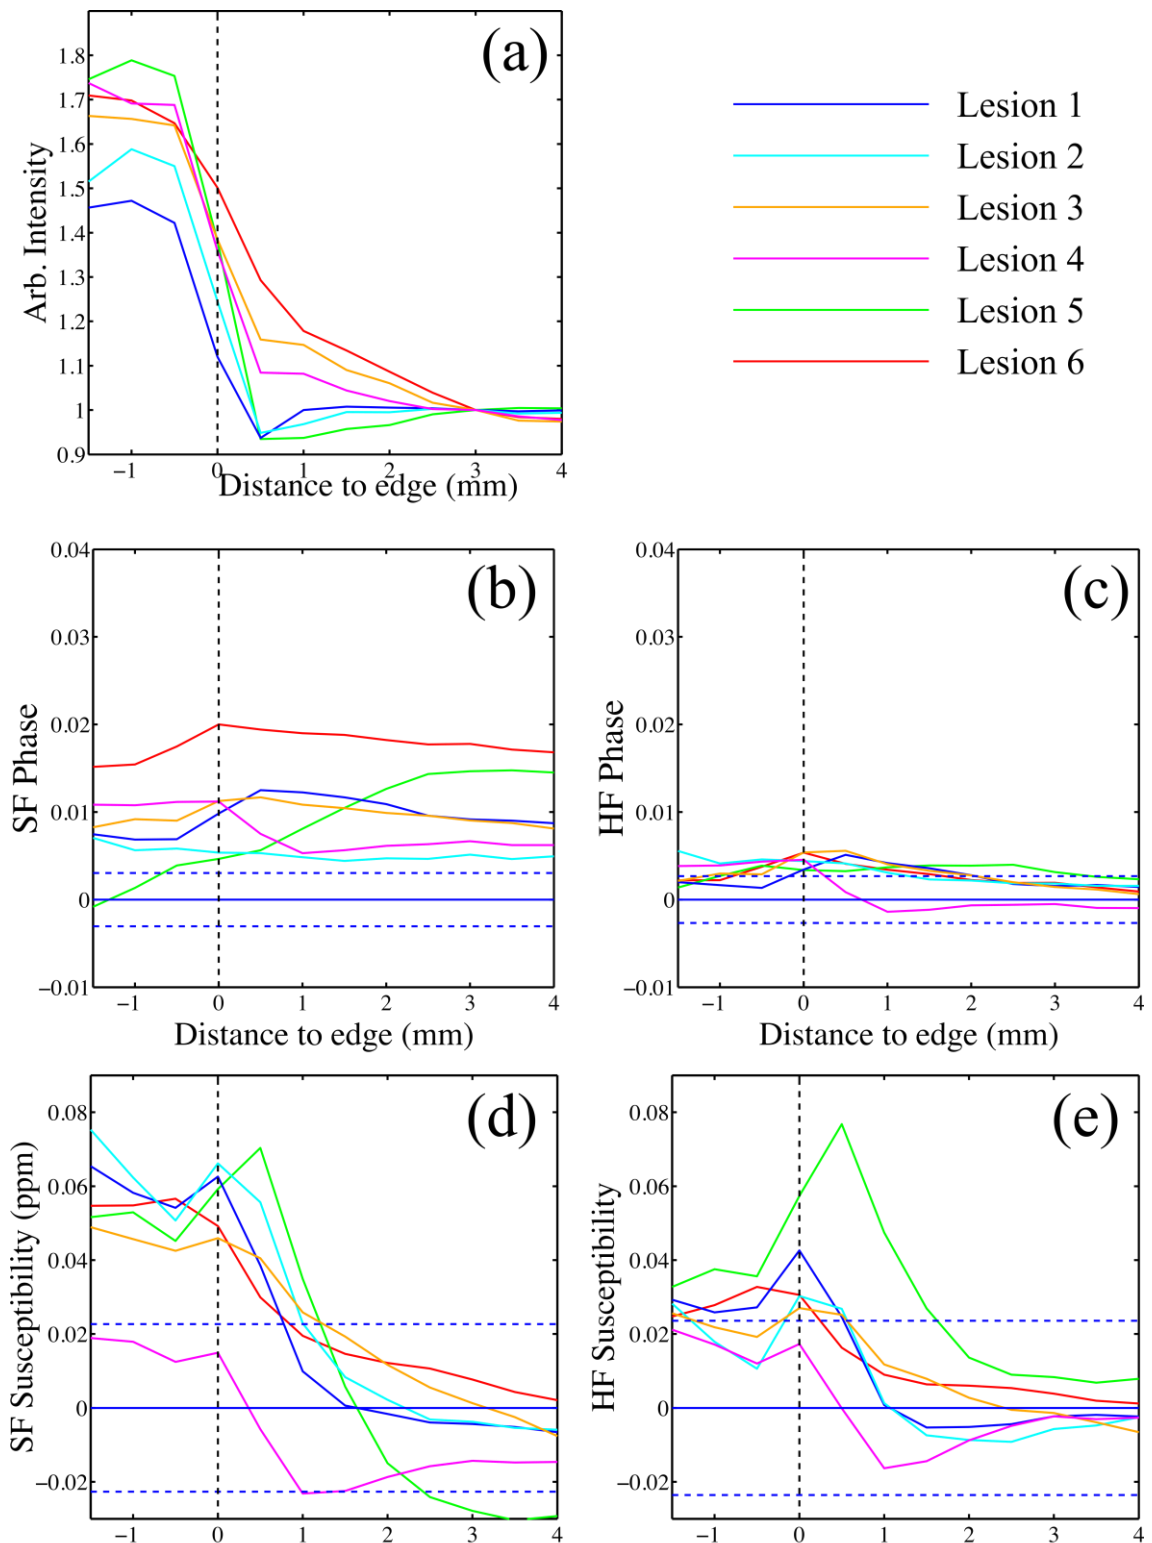 (a)
1.8
1.7
1.6
1.5
1.4
1.3
1.2
1.1
1
0.9
Arb. Intensity
−1 0 1 2 3 4
Distance to edge (mm)
Lesion 1
Lesion 2
Lesion 3
Lesion 4
Lesion 5
Lesion 6
(b)
0.04
0.03
0.02
0.01
0
−0.01
SF Phase
−1 0 1 2 3 4
Distance to edge (mm)
(c)
0.04
0.03
0.02
0.01
0
−0.01
HF Phase
−1 0 1 2 3 4
Distance to edge (mm)
(d)
0.08
0.06
0.04
0.02
0
−0.02
SF Susceptibility (ppm)
−1 0 1 2 3 4
(e)
0.08
0.06
0.04
0.02
0
−0.02
HF Susceptibility
−1 0 1 2 3 4